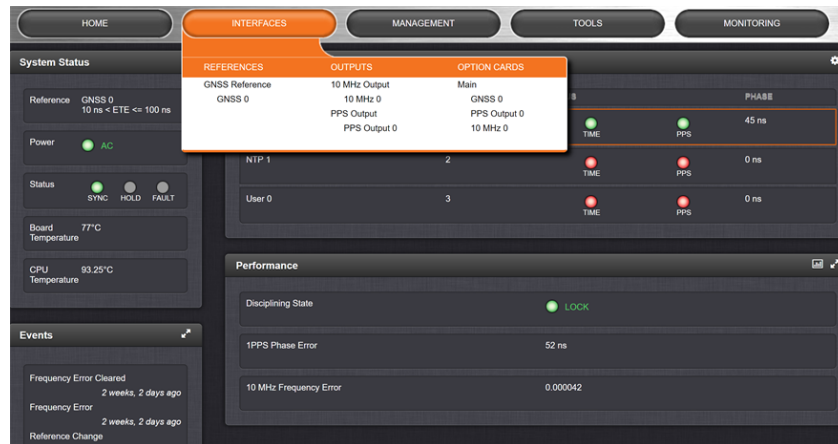 HOME INTERFACES MANAGEMENT TOOLS MONITORING
System Status
Reference GNSS 0
10 ns < ETE <= 100 ns
Power AC
Status SYNC HOLD FAULT
Board Temperature 77°C
CPU Temperature 93.25°C
Events
Frequency Error Cleared
2 weeks, 2 days ago
Frequency Error
2 weeks, 2 days ago
Reference Change
REFERENCES OUTPUTS OPTION CARDS
GNSS Reference 10 MHz Output Main
GNSS 0 10 MHz 0 GNSS 0
PPS Output PPS Output 0
PPS Output 0 10 MHz 0
PHASE
TIME PPS 45 ns
NTP 1 2 TIME PPS 0 ns
User 0 3 TIME PPS 0 ns
Performance
Disciplining State LOCK
1PPS Phase Error 52 ns
10 MHz Frequency Error 0.000042